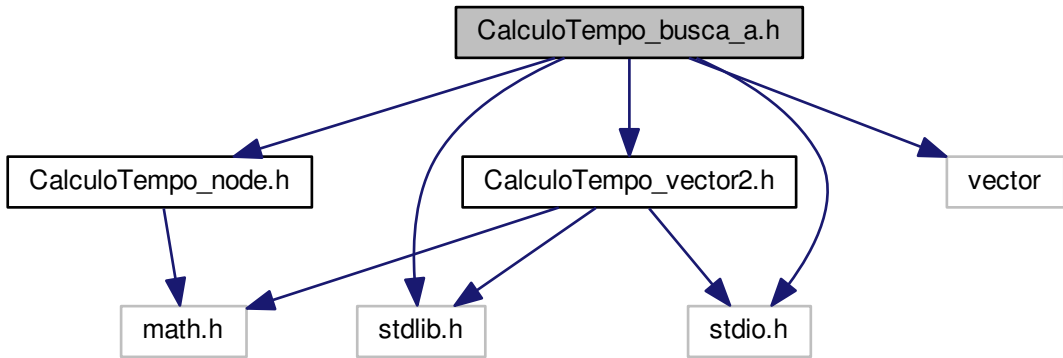 CalculoTempo_busca_a.h
CalculoTempo_node.h
CalculoTempo_vector2.h
vector
math.h
stdlib.h
stdio.h